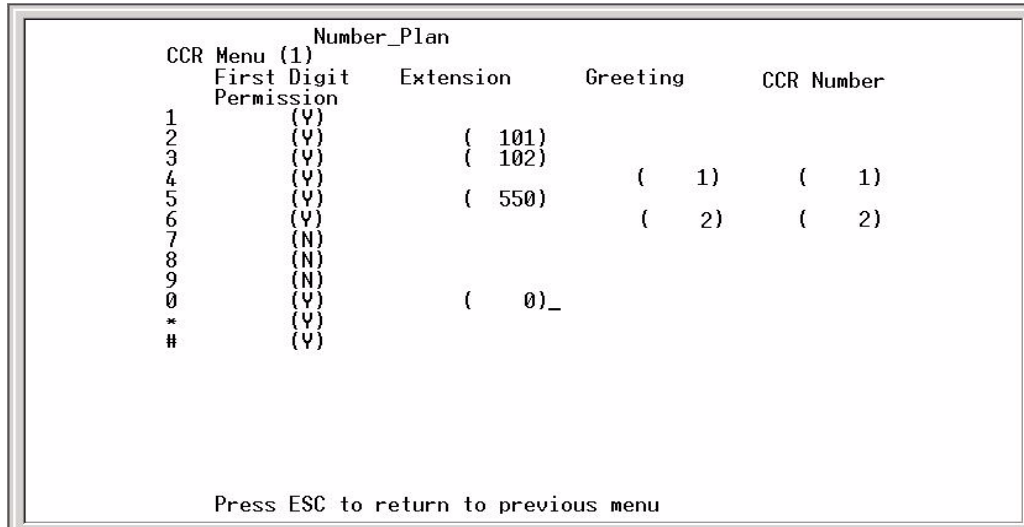 Number_Plan
CCR Menu (1)
First Digit Extension Greeting CCR Number
Permission
1 (Y)
2 (Y) ( 101)
3 (Y) ( 102)
4 (Y) ( 1) ( 1)
5 (Y) ( 550)
6 (Y) ( 2) ( 2)
7 (N)
8 (N)
9 (N)
0 (Y) ( 0)_
* (Y)
# (Y)
Press ESC to return to previous menu